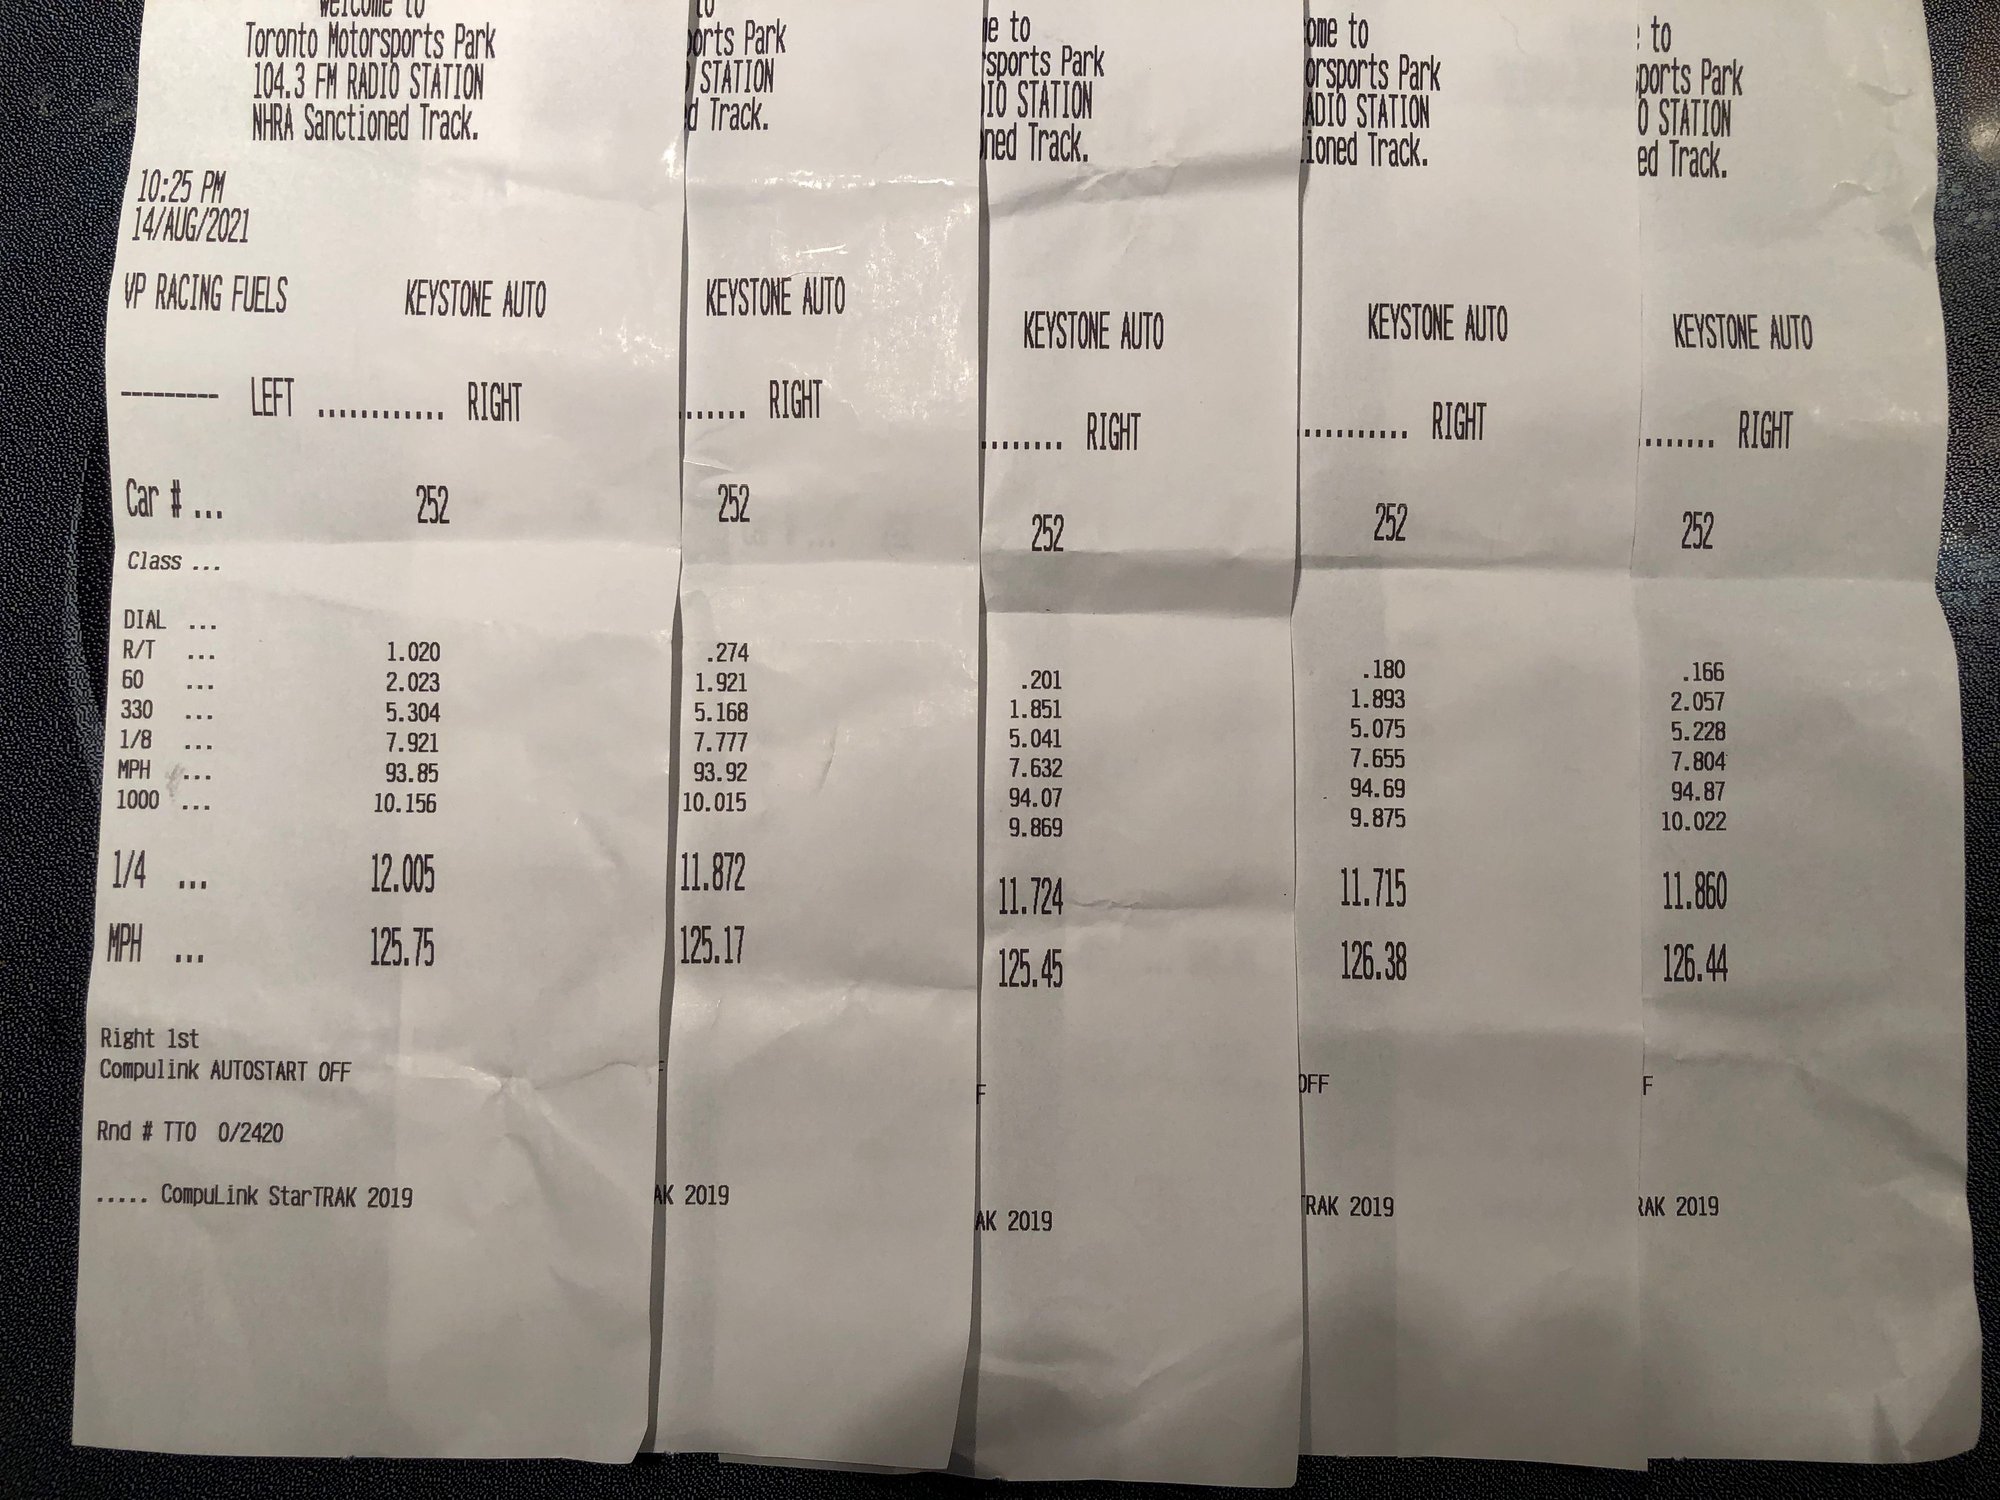 Welcome to
Toronto Motorsports Park
104.3 FM RADIO STATION
NHRA Sanctioned Track.
10:25 PM
14/AUG/2021
VP RACING FUELS KEYSTONE AUTO
--------- LEFT ............ RIGHT
Car # ... 252
Class ...
DIAL ...
R/T ... 1.020
60 ... 2.023
330 ... 5.304
1/8 ... 7.921
MPH ... 93.85
1000 ... 10.156
1/4 ... 12.005
MPH ... 125.75
Right 1st
Compulink AUTOSTART OFF
Rnd # TTO 0/2420
..... CompuLink StarTRAK 2019
to
orts Park
STATION
d Track.
KEYSTONE AUTO
....... RIGHT
252
.274
1.921
5.168
7.777
93.92
10.015
11.872
125.17
F
AK 2019
e to
sports Park
IO STATION
ned Track.
KEYSTONE AUTO
........ RIGHT
252
.201
1.851
5.041
7.632
94.07
9.869
11.724
125.45
F
AK 2019
ome to
orsports Park
ADIO STATION
ioned Track.
KEYSTONE AUTO
.......... RIGHT
252
.180
1.893
5.075
7.655
94.69
9.875
11.715
126.38
OFF
TRAK 2019
e to
ports Park
O STATION
ed Track.
KEYSTONE AUTO
....... RIGHT
252
.166
2.057
5.228
7.804
94.87
10.022
11.860
126.44
F
RAK 2019